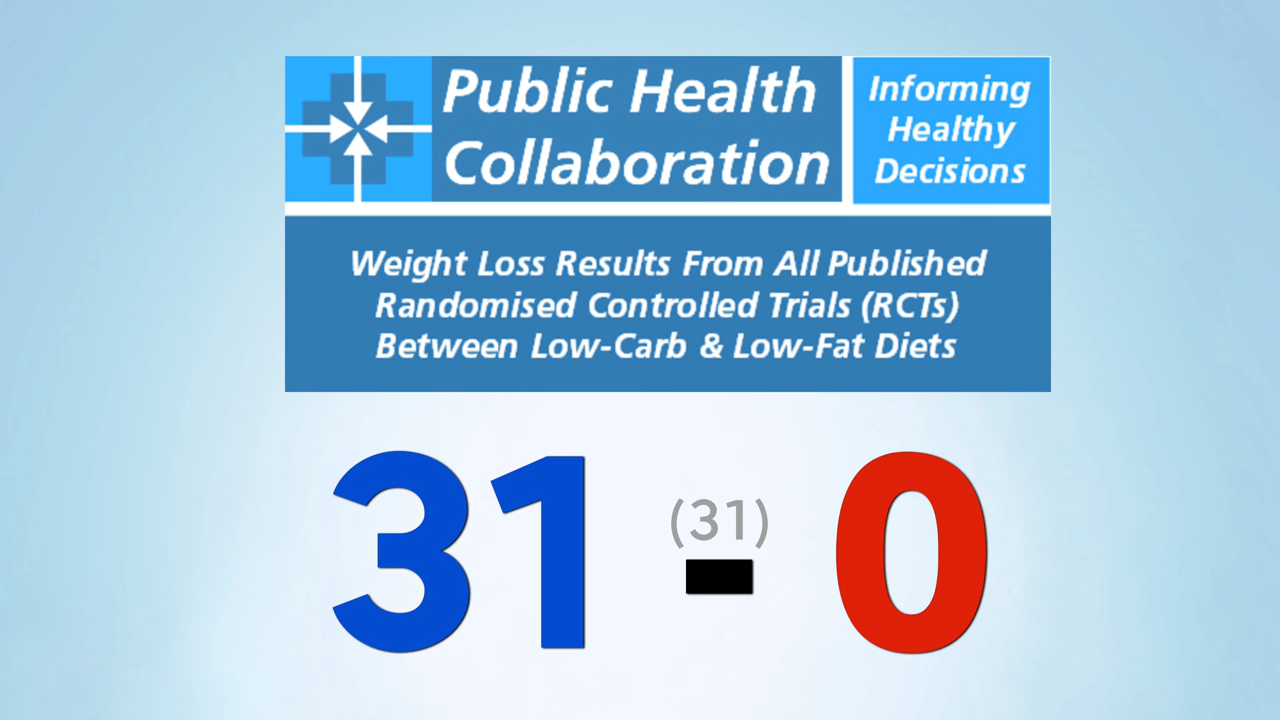 Public Health
Collaboration
Informing
Healthy
Decisions
Weight Loss Results From All Published
Randomised Controlled Trials (RCTs)
Between Low-Carb & Low-Fat Diets
31 (31) - 0